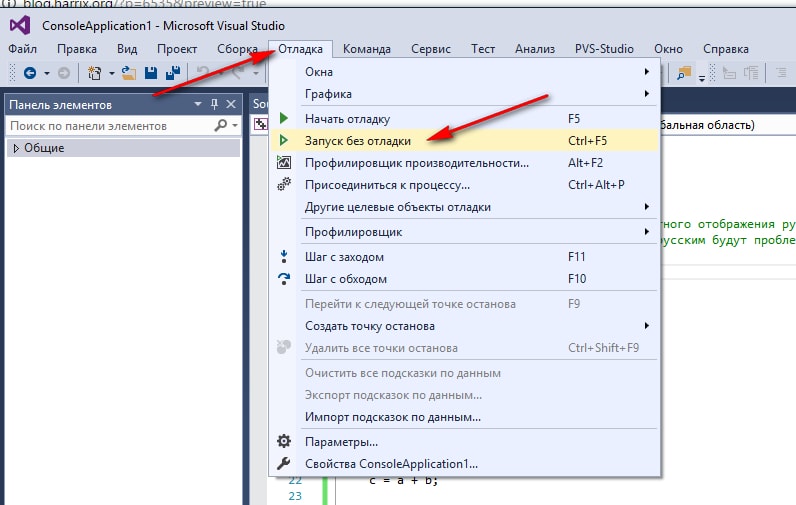 blog.harrix.org/?p=65358&preview=true
ConsoleApplication1 - Microsoft Visual Studio
Файл Правка Вид Проект Сборка Отладка Команда Сервис Тест Анализ PVS-Studio Окно Справка
Панель элементов
Поиск по панели элементов
Общие
Sou
бальная область)
Окна
Графика
Начать отладку F5
Запуск без отладки Ctrl+F5
Профилировщик производительности... Alt+F2
Присоединиться к процессу... Ctrl+Alt+P
Другие целевые объекты отладки
тного отображения ру
Профилировщик
русским будут пробле
Шаг с заходом F11
Шаг с обходом F10
Перейти к следующей точке останова F9
Создать точку останова
Удалить все точки останова Ctrl+Shift+F9
Очистить все подсказки по данным
Экспорт подсказок по данным...
Импорт подсказок по данным...
Параметры...
Свойства ConsoleApplication1...
22 c = a + b;
23